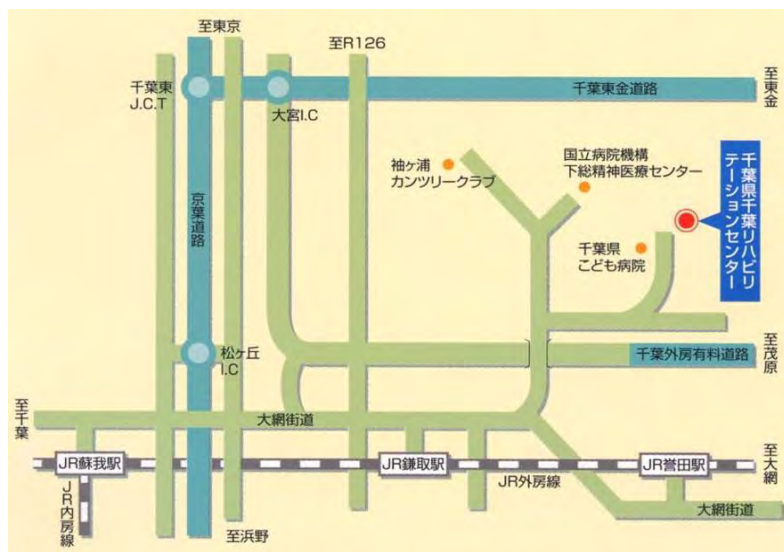 至東京
至R126
千葉東
J.C.T
大宮I.C
千葉東金道路
至東金
袖ヶ浦
カンツリークラブ
国立病院機構
下総精神医療センター
千葉県千葉リハビリ
テーションセンター
京葉道路
千葉県
こども病院
松ヶ丘
I.C
千葉外房有料道路
至茂原
至千葉
大網街道
JR蘇我駅
JR鎌取駅
JR誉田駅
至大網
JR外房線
JR内房線
至浜野
大網街道